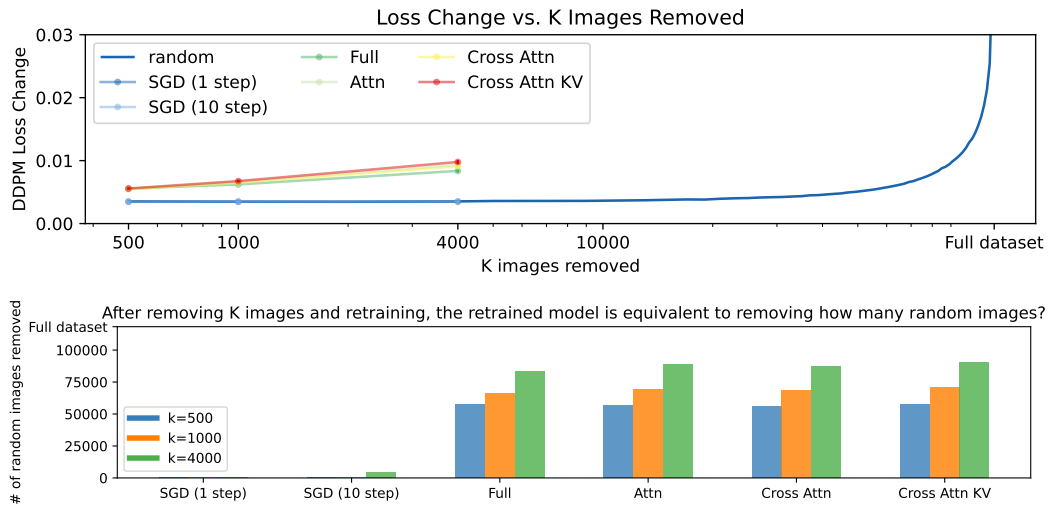 Loss Change vs. K Images Removed
DDPM Loss Change
0.03
0.02
0.01
0.00
random
SGD (1 step)
SGD (10 step)
Full
Attn
Cross Attn
Cross Attn KV
500
1000
4000
10000
Full dataset
K images removed
After removing K images and retraining, the retrained model is equivalent to removing how many random images?
# of random images removed
Full dataset
100000
75000
50000
25000
0
k=500
k=1000
k=4000
SGD (1 step)
SGD (10 step)
Full
Attn
Cross Attn
Cross Attn KV